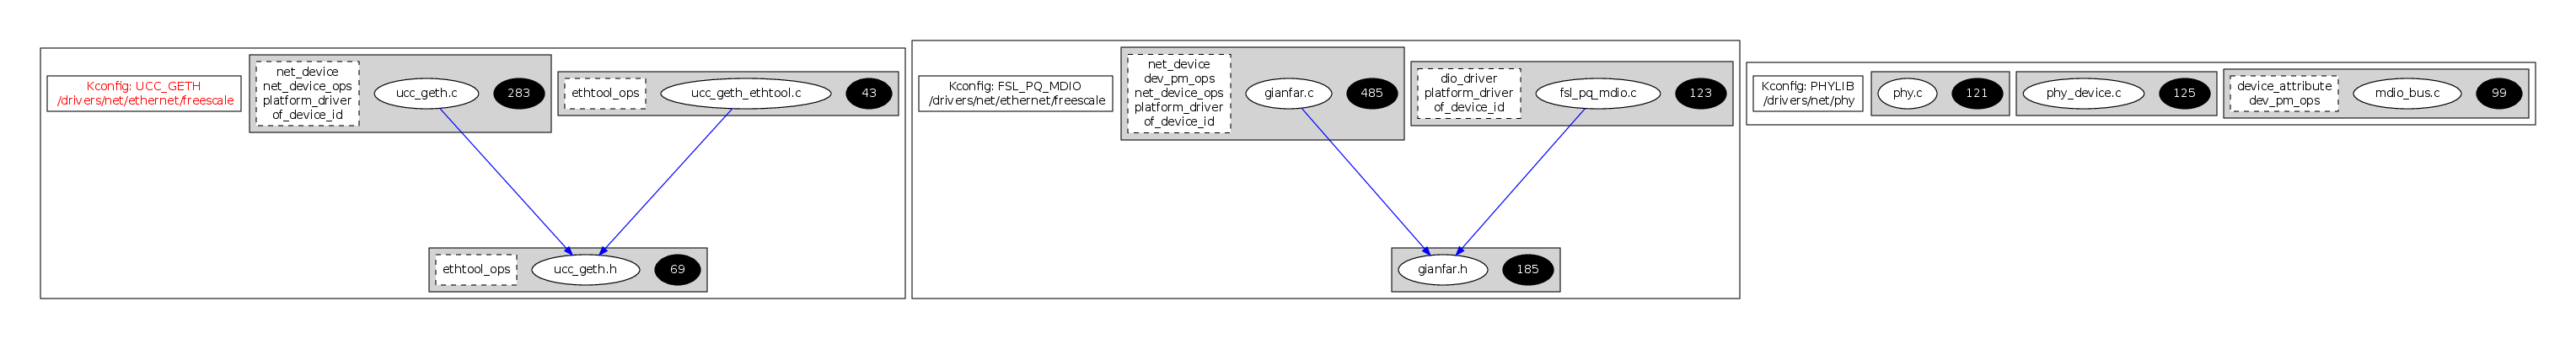 Kconfig: UCC_GETH
/drivers/net/ethernet/freescale
net_device
net_device_ops
platform_driver
of_device_id
ucc_geth.c
283
ethtool_ops
ucc_geth_ethtool.c
43
ethtool_ops
ucc_geth.h
69
Kconfig: FSL_PQ_MDIO
/drivers/net/ethernet/freescale
net_device
dev_pm_ops
net_device_ops
platform_driver
of_device_id
gianfar.c
485
dio_driver
platform_driver
of_device_id
fsl_pq_mdio.c
123
gianfar.h
185
Kconfig: PHYLIB
/drivers/net/phy
phy.c
121
phy_device.c
125
device_attribute
dev_pm_ops
mdio_bus.c
99